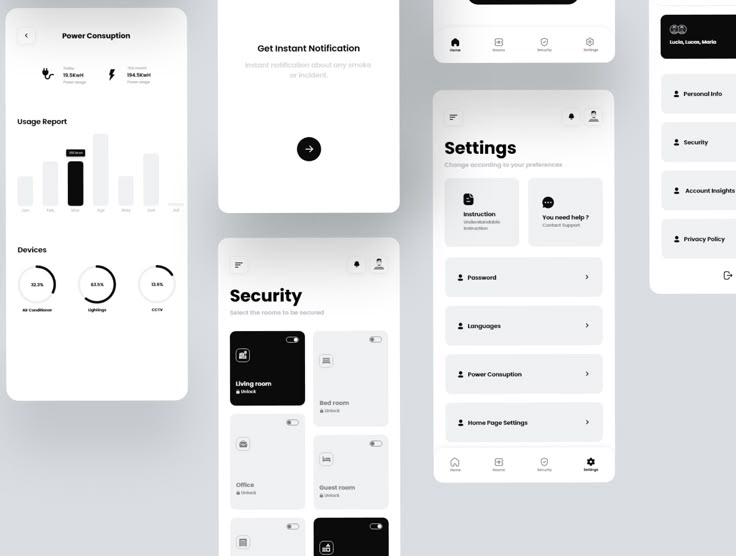 Power Consuption
Today
19.5KwH
Power usage
This month
194.5KwH
Power usage
Usage Report
Jan
Feb
Mar
Apr
May
Jun
Jul
Devices
32.3%
63.5%
13.6%
Air Conditioner
Lightings
CCTV
Get Instant Notification
Instant notification about any smoke
or incident.
Security
Select the rooms to be secured
Living room
Unlock
Bed room
Unlock
Office
Unlock
Guest room
Unlock
Home
Rooms
Security
Settings
Settings
Change according to your preferences
Instruction
Understandable
Instruction
You need help ?
Contact Support
Password
Languages
Power Consuption
Home Page Settings
Home
Rooms
Security
Settings
Lucio, Lucas, Maria
Personal Info
Security
Account Insights
Privacy Policy